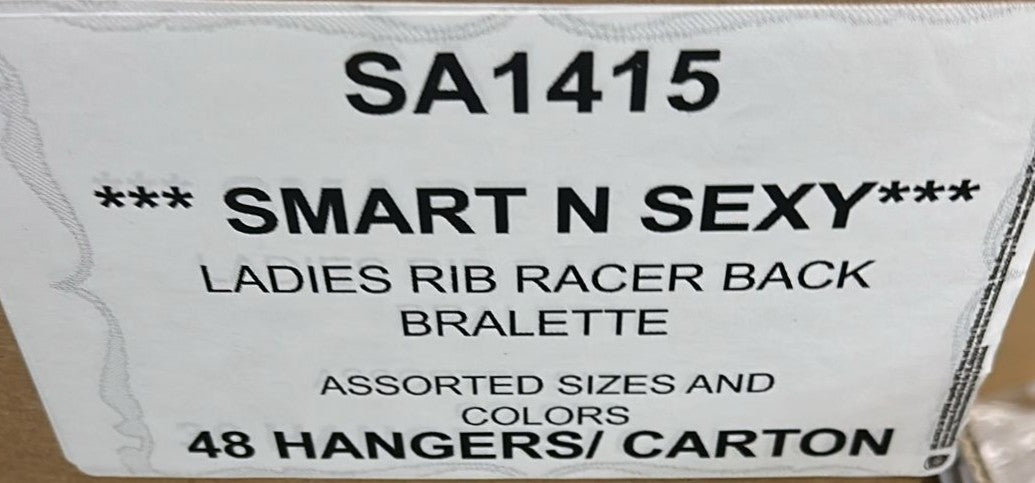 SA1415
*** SMART N SEXY***
LADIES RIB RACER BACK
BRALETTE
ASSORTED SIZES AND
COLORS
48 HANGERS/ CARTON